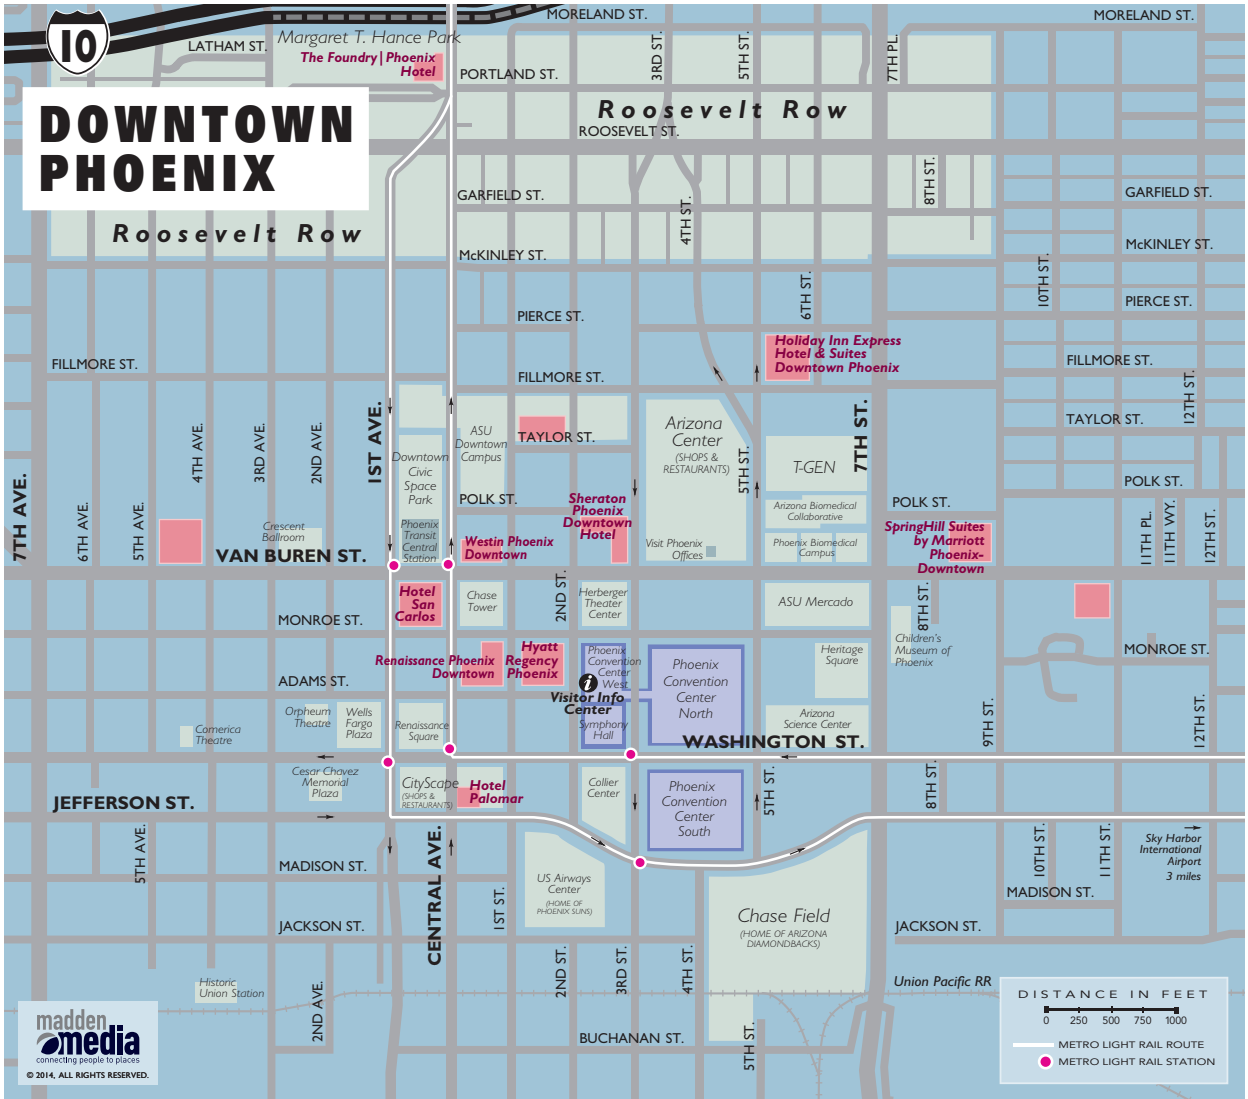 MORELAND ST.
MORELAND ST.
10
LATHAM ST.
Margaret T. Hance Park
The Foundry | Phoenix
Hotel
PORTLAND ST.
3RD ST.
5TH ST.
7TH PL.
DOWNTOWN
PHOENIX
Roosevelt Row
ROOSEVELT ST.
Roosevelt Row
GARFIELD ST.
4TH ST.
8TH ST.
GARFIELD ST.
McKINLEY ST.
McKINLEY ST.
6TH ST.
10TH ST.
PIERCE ST.
PIERCE ST.
Holiday Inn Express
Hotel & Suites
Downtown Phoenix
FILLMORE ST.
FILLMORE ST.
FILLMORE ST.
12TH ST.
TAYLOR ST.
TAYLOR ST.
1ST AVE.
7TH ST.
4TH AVE.
3RD AVE.
2ND AVE.
ASU
Downtown
Campus
Arizona
Center
(SHOPS &
RESTAURANTS)
5TH ST.
T-GEN
Downtown
Civic
Space
Park
7TH AVE.
6TH AVE.
5TH AVE.
POLK ST.
POLK ST.
POLK ST.
Arizona Biomedical
Collaborative
Phoenix Biomedical
Campus
Sheraton
Phoenix
Downtown
Hotel
Visit Phoenix
Offices
SpringHill Suites
by Marriott
Phoenix-
Downtown
11TH PL.
11TH WY.
12TH ST.
Crescent
Ballroom
Phoenix
Transit
Central
Station
Westin Phoenix
Downtown
VAN BUREN ST.
Hotel
San
Carlos
Chase
Tower
2ND ST.
Herberger
Theater
Center
ASU Mercado
8TH ST.
MONROE ST.
MONROE ST.
Children's
Museum of
Phoenix
Renaissance Phoenix
Downtown
Hyatt
Regency
Phoenix
Phoenix
Convention
Center
West
Phoenix
Convention
Center
North
Heritage
Square
ADAMS ST.
i
Visitor Info
Center
Symphony
Hall
Arizona
Science Center
Orpheum
Theatre
Wells
Fargo
Plaza
Renaissance
Square
Comerica
Theatre
WASHINGTON ST.
9TH ST.
12TH ST.
Cesar Chavez
Memorial
Plaza
CityScape
(SHOPS &
RESTAURANTS)
Hotel
Palomar
Collier
Center
Phoenix
Convention
Center
South
5TH ST.
8TH ST.
JEFFERSON ST.
5TH AVE.
MADISON ST.
CENTRAL AVE.
1ST ST.
US Airways
Center
(HOME OF
PHOENIX SUNS)
10TH ST.
11TH ST.
Sky Harbor
International
Airport
3 miles
MADISON ST.
Chase Field
(HOME OF ARIZONA
DIAMONDBACKS)
JACKSON ST.
JACKSON ST.
2ND ST.
3RD ST.
4TH ST.
Historic
Union Station
2ND AVE.
Union Pacific RR
BUCHANAN ST.
5TH ST.
madden
media
connecting people to places
© 2014, ALL RIGHTS RESERVED.
DISTANCE IN FEET
0 250 500 750 1000
METRO LIGHT RAIL ROUTE
METRO LIGHT RAIL STATION